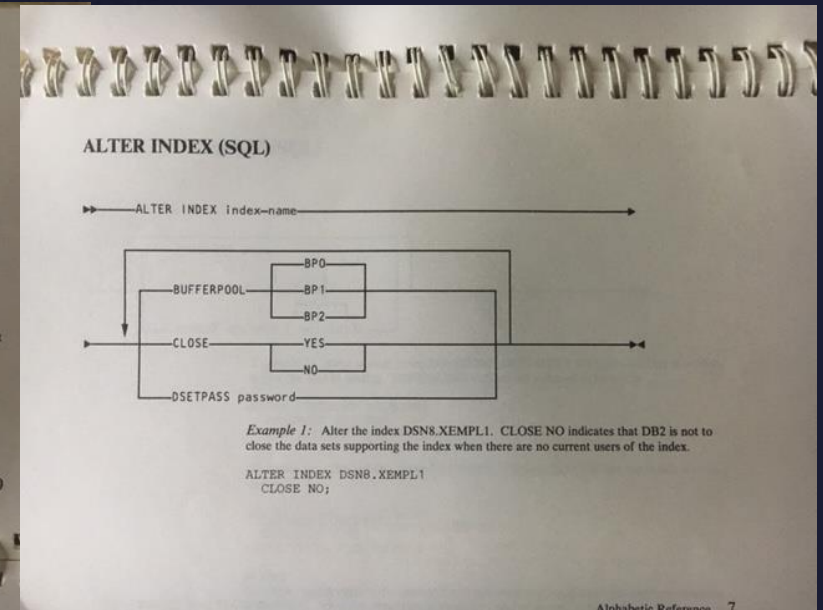 ALTER INDEX (SQL)
ALTER INDEX index-name
BUFFERPOOL
BP0
BP1
BP2
CLOSE
YES
NO
DSETPASS password
Example 1: Alter the index DSN8.XEMPL1. CLOSE NO indicates that DB2 is not to
close the data sets supporting the index when there are no current users of the index.
ALTER INDEX DSN8.XEMPL1
CLOSE NO;
Alphabetic Reference 7